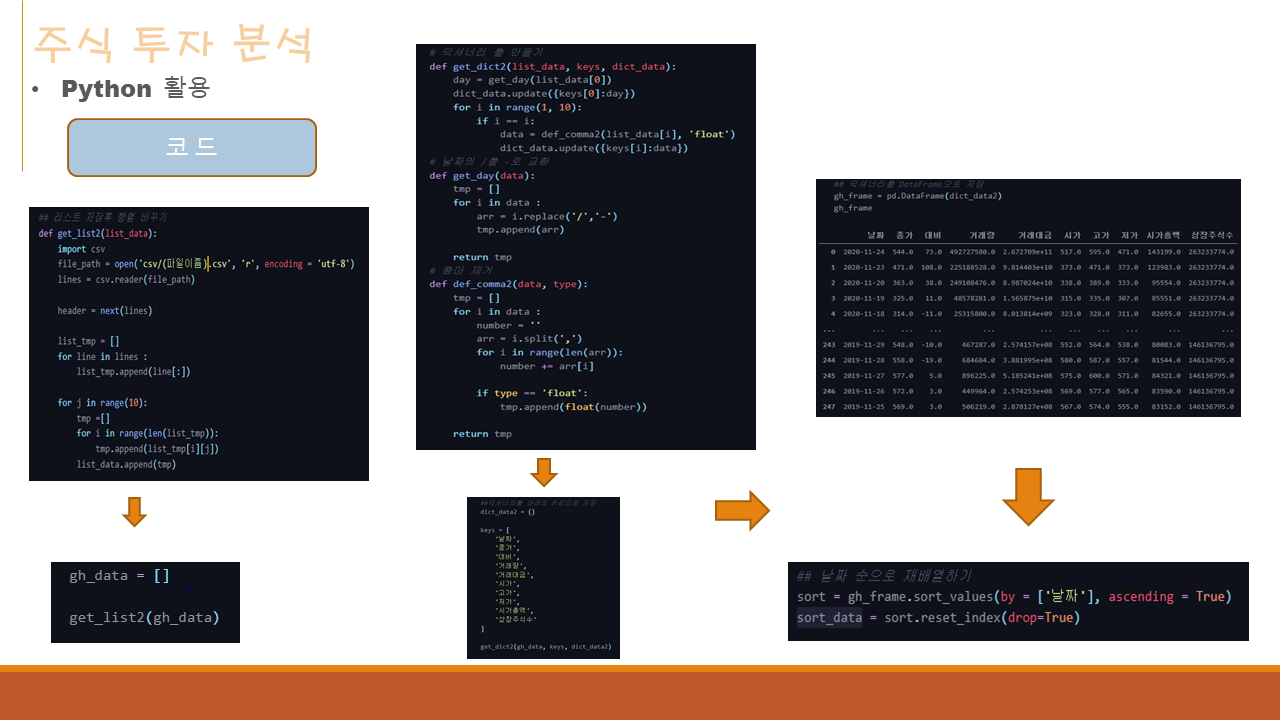 주식 투자 분석
• Python 활용
코드
## 리스트 저장후 행렬 바꾸기
def get_list2(list_data):
    import csv
    file_path = open('csv/(파일이름).csv', 'r', encoding = 'utf-8')
    lines = csv.reader(file_path)
    header = next(lines)
    list_tmp = []
    for line in lines :
        list_tmp.append(line[:])
    for j in range(10):
        tmp =[]
        for i in range(len(list_tmp)):
            tmp.append(list_tmp[i][j])
        list_data.append(tmp)
gh_data = []
get_list2(gh_data)
# 딕셔너리 를 만들기
def get_dict2(list_data, keys, dict_data):
    day = get_day(list_data[0])
    dict_data.update({keys[0]:day})
    for i in range(1, 10):
        if i == i:
            data = def_comma2(list_data[i], 'float')
            dict_data.update({keys[i]:data})
# 날짜의 /를 -로 교환
def get_day(data):
    tmp = []
    for i in data :
        arr = i.replace('/','-')
        tmp.append(arr)
    return tmp
# 콤마 제거
def def_comma2(data, type):
    tmp = []
    for i in data :
        number = ''
        arr = i.split(',')
        for i in range(len(arr)):
            number += arr[i]
        if type == 'float':
            tmp.append(float(number))
    return tmp
dict_data2 = {}
keys = [
    '날짜',
    '종가',
    '대비',
    '거래량',
    '거래대금',
    '시가',
    '고가',
    '저가',
    '시가총액',
    '상장주식수'
]
get_dict2(gh_data, keys, dict_data2)
## 딕셔너리를 DataFrame으로 저장
gh_frame = pd.DataFrame(dict_data2)
gh_frame
날짜 종가 대비 거래량 거래대금 시가 고가 저가 시가총액 상장주식수
0 2020-11-24 544.0 73.0 492727580.0 2.672709e+11 517.0 595.0 471.0 143199.0 263233774.0
1 2020-11-23 471.0 108.0 225188528.0 9.814403e+10 373.0 471.0 373.0 123983.0 263233774.0
2 2020-11-20 363.0 38.0 249108476.0 8.987024e+10 338.0 389.0 333.0 95554.0 263233774.0
3 2020-11-19 325.0 11.0 48578281.0 1.565875e+10 315.0 335.0 307.0 85551.0 263233774.0
4 2020-11-18 314.0 -11.0 25315800.0 8.013814e+09 323.0 328.0 311.0 82655.0 263233774.0
... ... ... ... ... ... ... ... ... ... ...
243 2019-11-29 548.0 -10.0 467287.0 2.574157e+08 552.0 564.0 538.0 80083.0 146136795.0
244 2019-11-28 558.0 -19.0 684684.0 3.881995e+08 580.0 587.0 557.0 81544.0 146136795.0
245 2019-11-27 577.0 5.0 896225.0 5.185241e+08 575.0 600.0 571.0 84321.0 146136795.0
246 2019-11-26 572.0 3.0 449964.0 2.574253e+08 569.0 577.0 565.0 83590.0 146136795.0
247 2019-11-25 569.0 3.0 506219.0 2.878127e+08 567.0 574.0 555.0 83152.0 146136795.0
## 날짜 순으로 재배열하기
sort = gh_frame.sort_values(by = ['날짜'], ascending = True)
sort_data = sort.reset_index(drop=True)